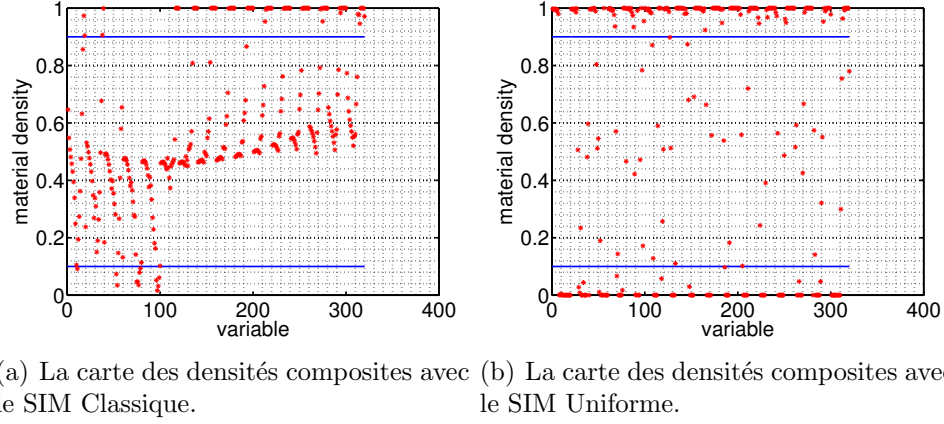 1
0.8
0.6
0.4
0.2
0
material density
0 100 200 300 400
variable
1
0.8
0.6
0.4
0.2
0
material density
0 100 200 300 400
variable
a) La carte des densités composites avec
le SIM Classique.
(b) La carte des densités composites avec
le SIM Uniforme.